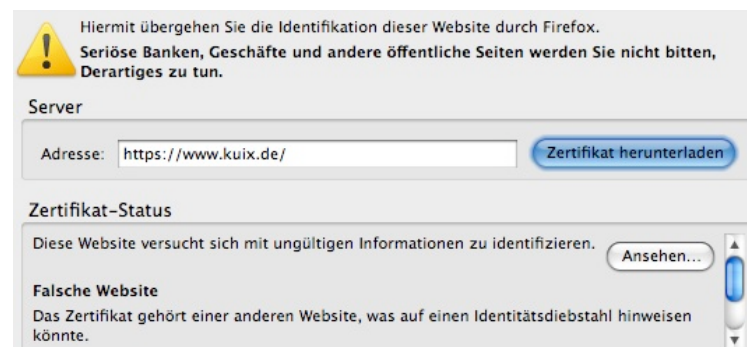 Hiermit übergehen Sie die Identifikation dieser Website durch Firefox.
Seriöse Banken, Geschäfte und andere öffentliche Seiten werden Sie nicht bitten,
Derartiges zu tun.
Server
Adresse: https://www.kuix.de/ Zertifikat herunterladen
Zertifikat-Status
Diese Website versucht sich mit ungültigen Informationen zu identifizieren. Ansehen...
Falsche Website
Das Zertifikat gehört einer anderen Website, was auf einen Identitätsdiebstahl hinweisen
könnte.